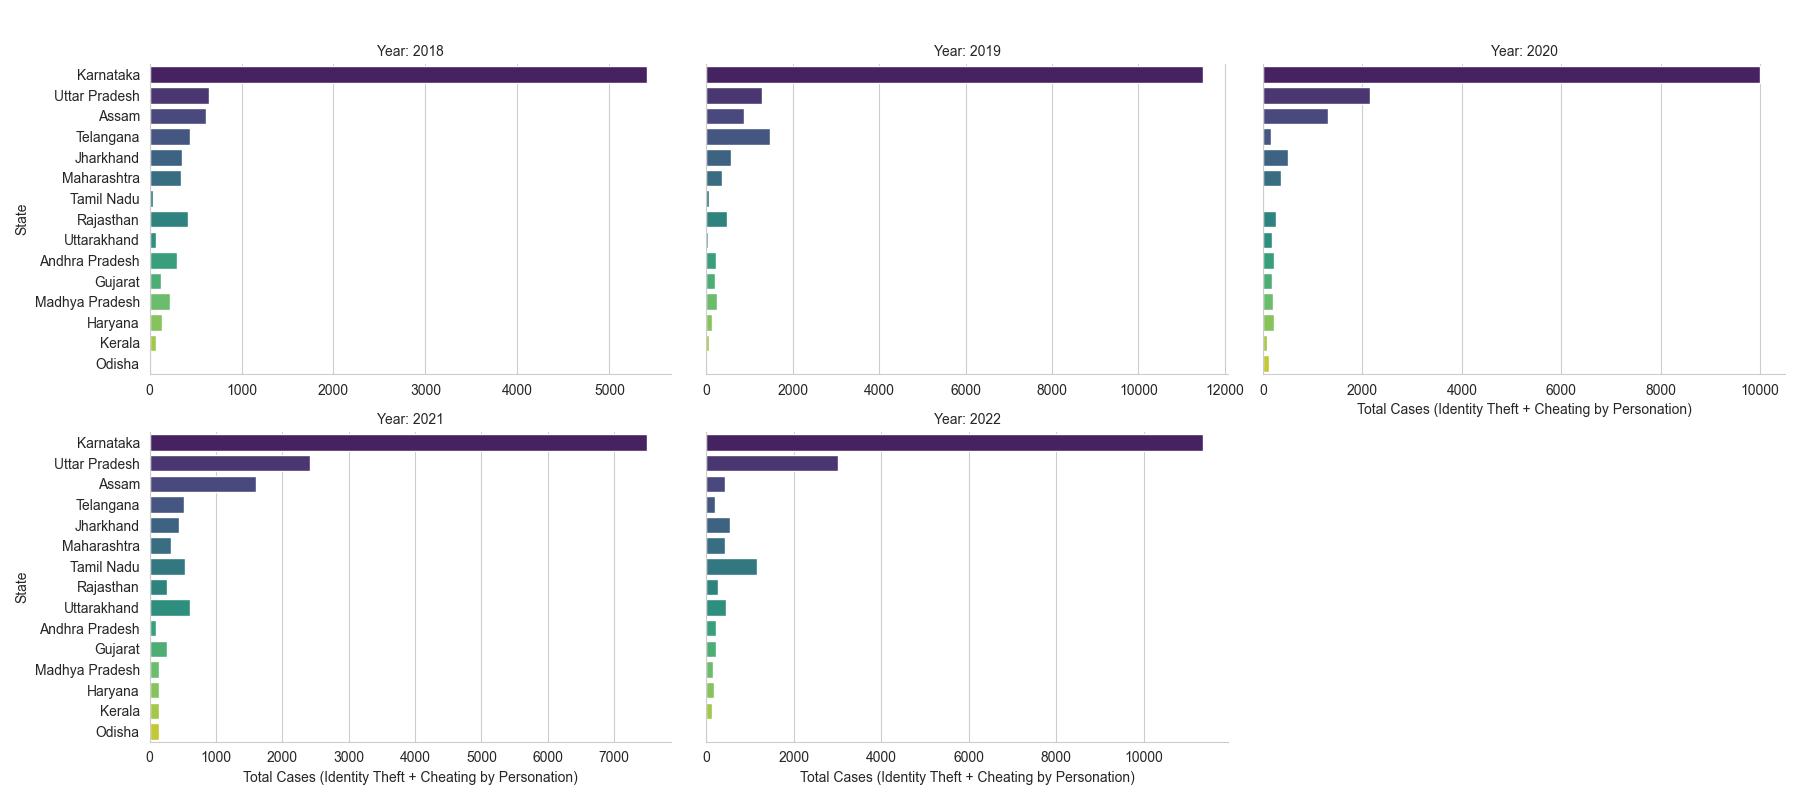 Year: 2018
Year: 2019
Year: 2020
State
Karnataka
Uttar Pradesh
Assam
Telangana
Jharkhand
Maharashtra
Tamil Nadu
Rajasthan
Uttarakhand
Andhra Pradesh
Gujarat
Madhya Pradesh
Haryana
Kerala
Odisha
0 1000 2000 3000 4000 5000
0 2000 4000 6000 8000 10000 12000
0 2000 4000 6000 8000 10000
Total Cases (Identity Theft + Cheating by Personation)
Year: 2021
Year: 2022
State
Karnataka
Uttar Pradesh
Assam
Telangana
Jharkhand
Maharashtra
Tamil Nadu
Rajasthan
Uttarakhand
Andhra Pradesh
Gujarat
Madhya Pradesh
Haryana
Kerala
Odisha
0 1000 2000 3000 4000 5000 6000 7000
0 2000 4000 6000 8000 10000
Total Cases (Identity Theft + Cheating by Personation)
Total Cases (Identity Theft + Cheating by Personation)